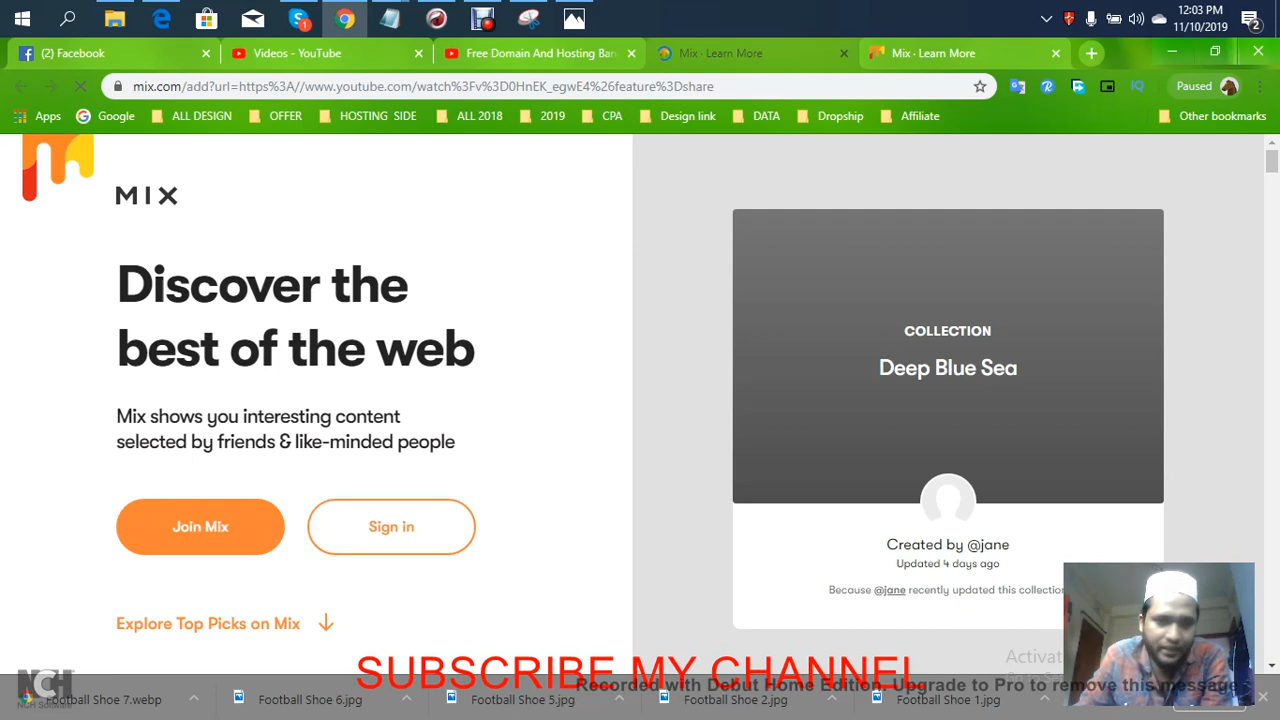 12:03 PM
11/10/2019
2
(2) Facebook
Videos - YouTube
Free Domain And Hosting Ban
Mix - Learn More
Mix - Learn More
mix.com/add?url=https%3A//www.youtube.com/watch%3Fv%3D0HnEK_egwE4%26feature%3Dshare
Paused
Apps
Google
ALL DESIGN
OFFER
HOSTING SIDE
ALL 2018
2019
CPA
Design link
DATA
Dropship
Affiliate
Other bookmarks
MIX
Discover the
best of the web
Mix shows you interesting content
selected by friends & like-minded people
Join Mix
Sign in
Explore Top Picks on Mix
COLLECTION
Deep Blue Sea
Created by @jane
Updated 4 days ago
Because @jane recently updated this collection
Activat
SUBSCRIBE MY CHANNEL
Recorded with Debut Home Edition. Upgrade to Pro to remove this message
NCH
NCH Software
Football Shoe 7.webp
Football Shoe 6.jpg
Football Shoe 5.jpg
Football Shoe 2.jpg
Football Shoe 1.jpg